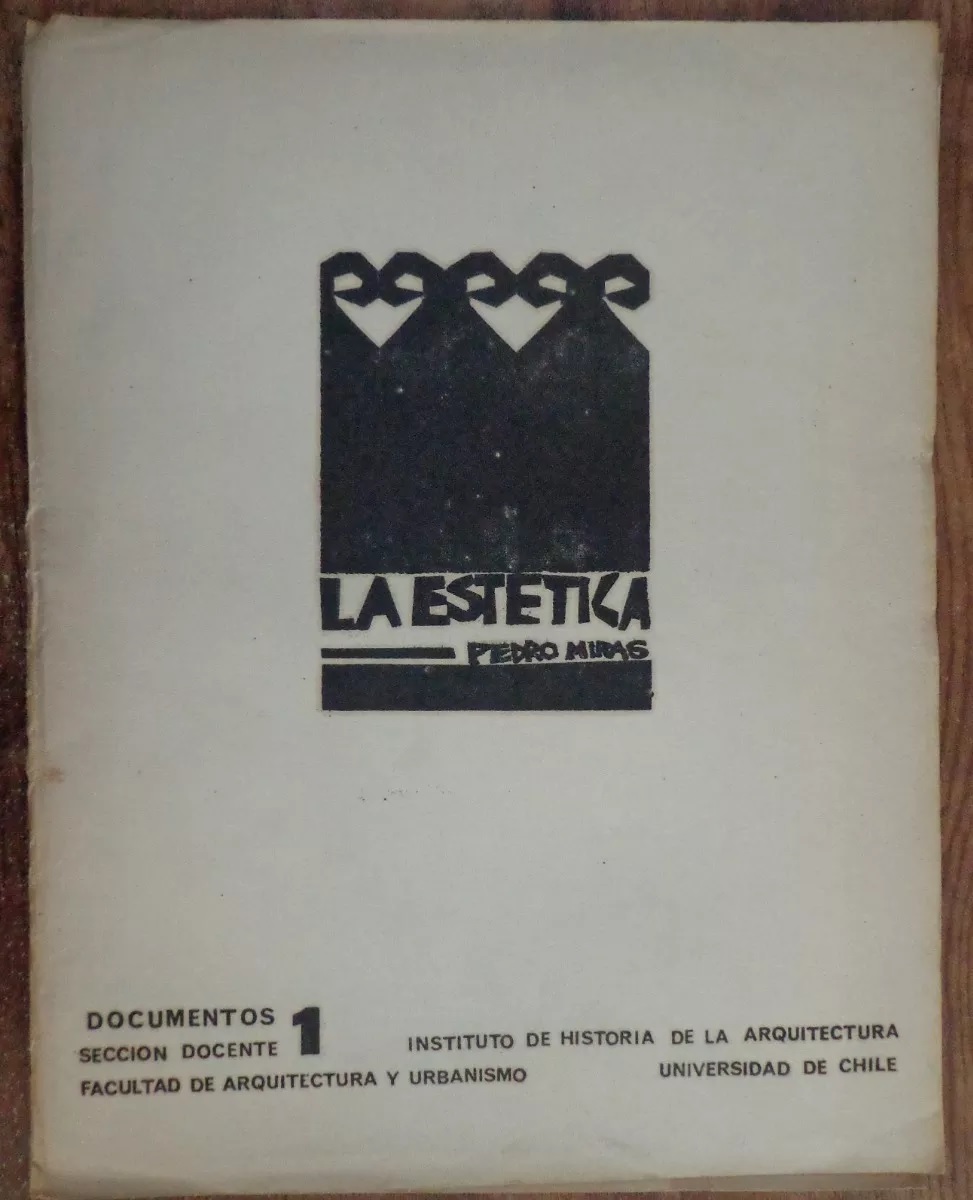 LA ESTETICA
PEDRO MIRAS
DOCUMENTOS 1
SECCION DOCENTE
INSTITUTO DE HISTORIA DE LA ARQUITECTURA
FACULTAD DE ARQUITECTURA Y URBANISMO
UNIVERSIDAD DE CHILE